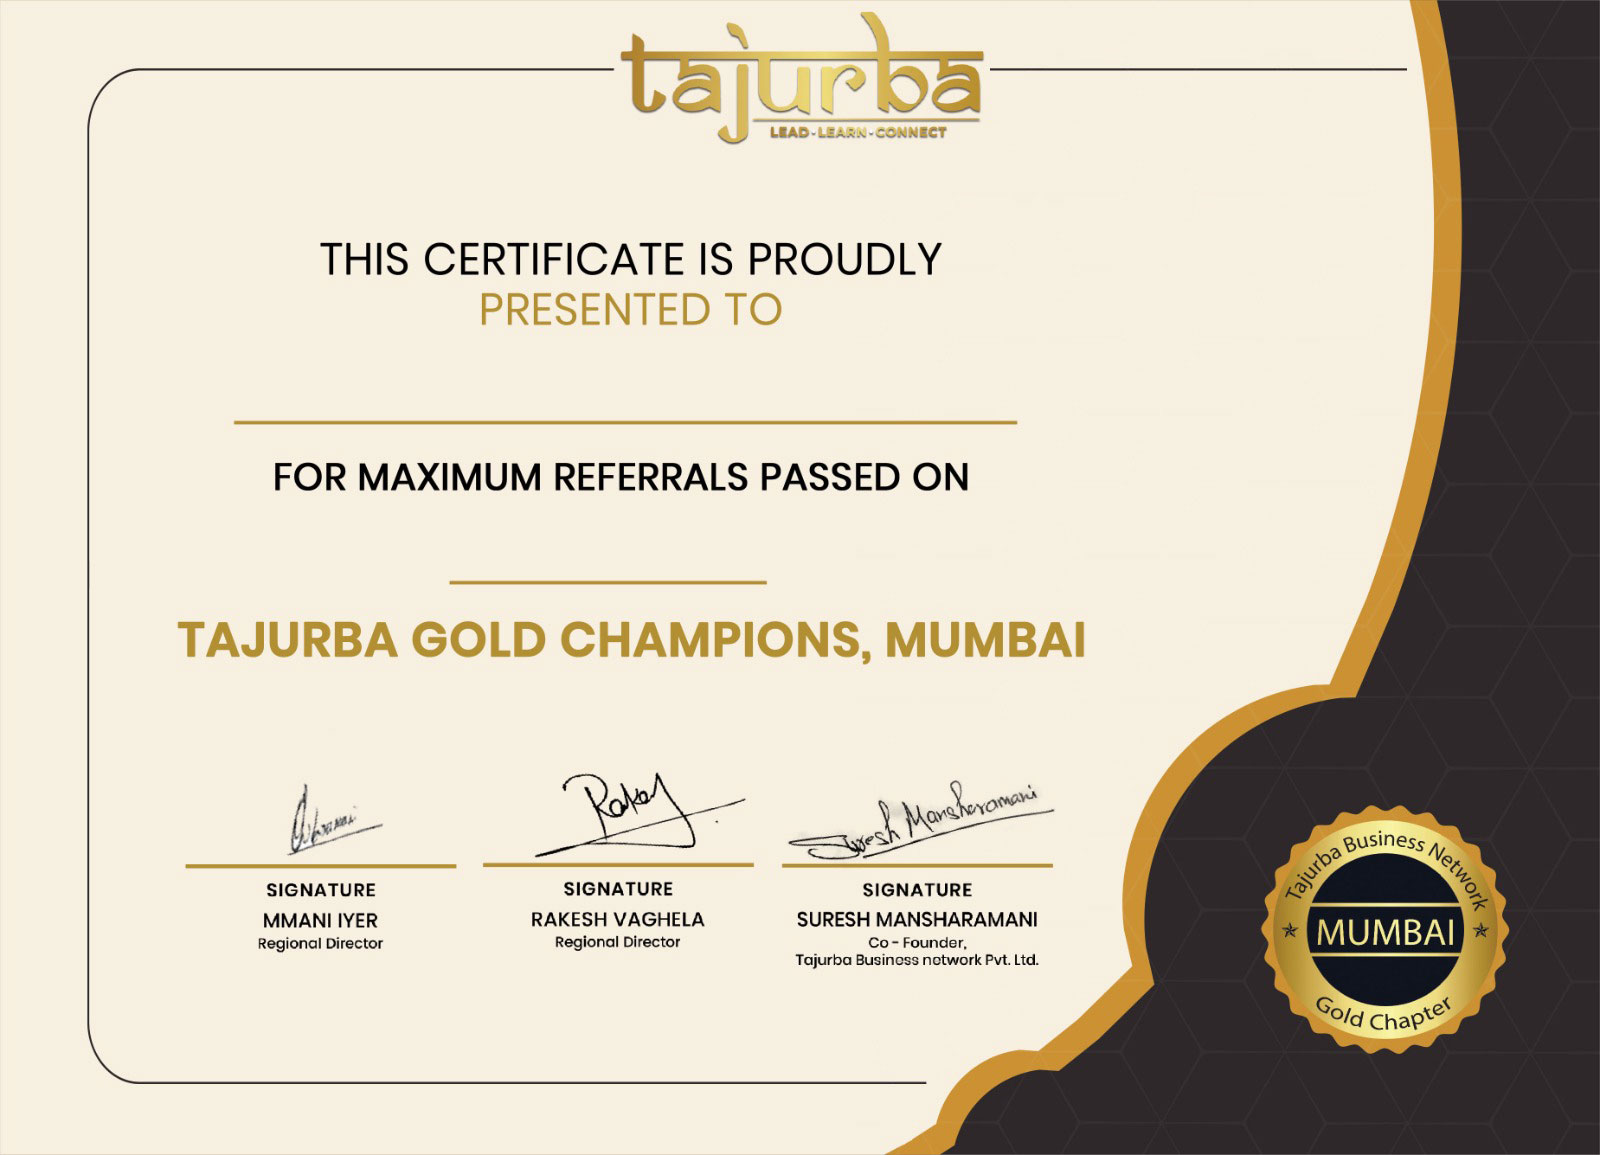 tajurba
LEAD-LEARN-CONNECT
THIS CERTIFICATE IS PROUDLY
PRESENTED TO
FOR MAXIMUM REFERRALS PASSED ON
TAJURBA GOLD CHAMPIONS, MUMBAI
Rakesh
Suresh Mansharamani
SIGNATURE
MMANI IYER
Regional Director
SIGNATURE
RAKESH VAGHELA
Regional Director
SIGNATURE
SURESH MANSHARAMANI
Co - Founder,
Tajurba Business network Pvt. Ltd.
Tajurba Business Network
MUMBAI
Gold Chapter